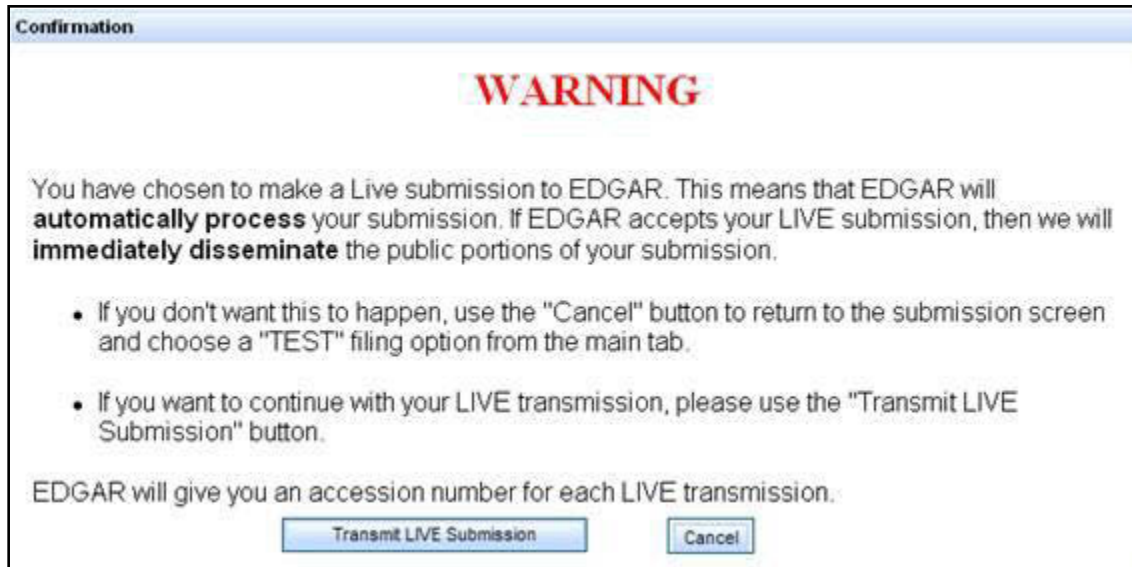 Confirmation
WARNING
You have chosen to make a Live submission to EDGAR. This means that EDGAR will
automatically process your submission. If EDGAR accepts your LIVE submission, then we will
immediately disseminate the public portions of your submission.
• If you don't want this to happen, use the "Cancel" button to return to the submission screen
and choose a "TEST" filing option from the main tab.
• If you want to continue with your LIVE transmission, please use the "Transmit LIVE
Submission" button.
EDGAR will give you an accession number for each LIVE transmission.
Transmit LIVE Submission Cancel